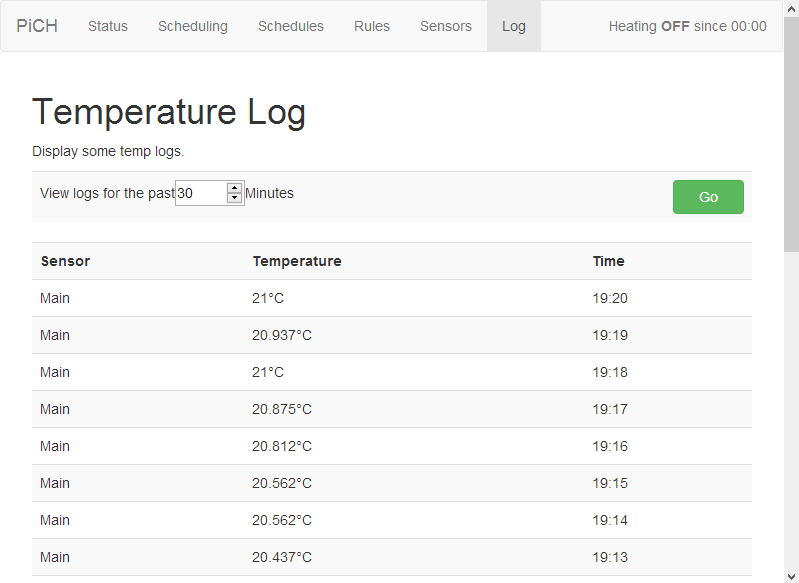 PiCH Status Scheduling Schedules Rules Sensors Log Heating OFF since 00:00
Temperature Log
Display some temp logs.
View logs for the past 30 Minutes Go
Sensor Temperature Time
Main 21°C 19:20
Main 20.937°C 19:19
Main 21°C 19:18
Main 20.875°C 19:17
Main 20.812°C 19:16
Main 20.562°C 19:15
Main 20.562°C 19:14
Main 20.437°C 19:13